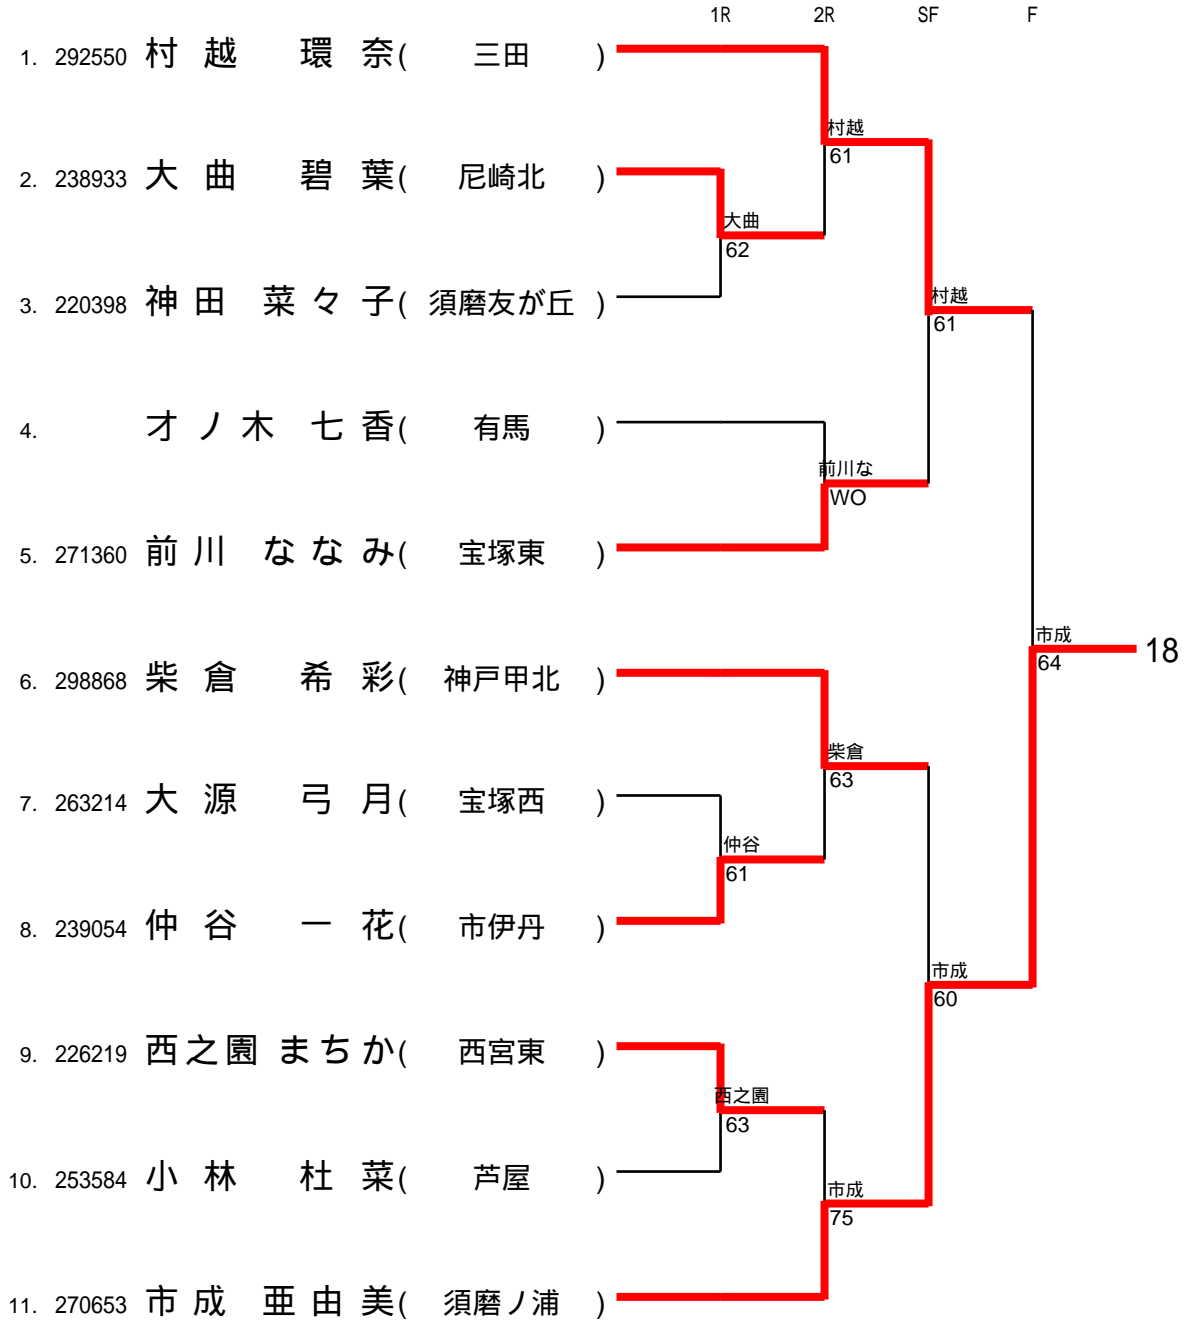 1R 2R SF F
1. 292550 村越 環奈( 三田 )
村越
61
2. 238933 大曲 碧葉( 尼崎北 )
大曲
62
3. 220398 神田 菜々子( 須磨友が丘 )
村越
61
4. オノ木 七香( 有馬 )
前川な
WO
5. 271360 前川 ななみ( 宝塚東 )
市成
64
18
6. 298868 柴倉 希彩( 神戸甲北 )
柴倉
63
7. 263214 大源 弓月( 宝塚西 )
仲谷
61
8. 239054 仲谷 一花( 市伊丹 )
市成
60
9. 226219 西之園 まちか( 西宮東 )
西之園
63
10. 253584 小林 杜菜( 芦屋 )
市成
75
11. 270653 市成 亜由美( 須磨ノ浦 )